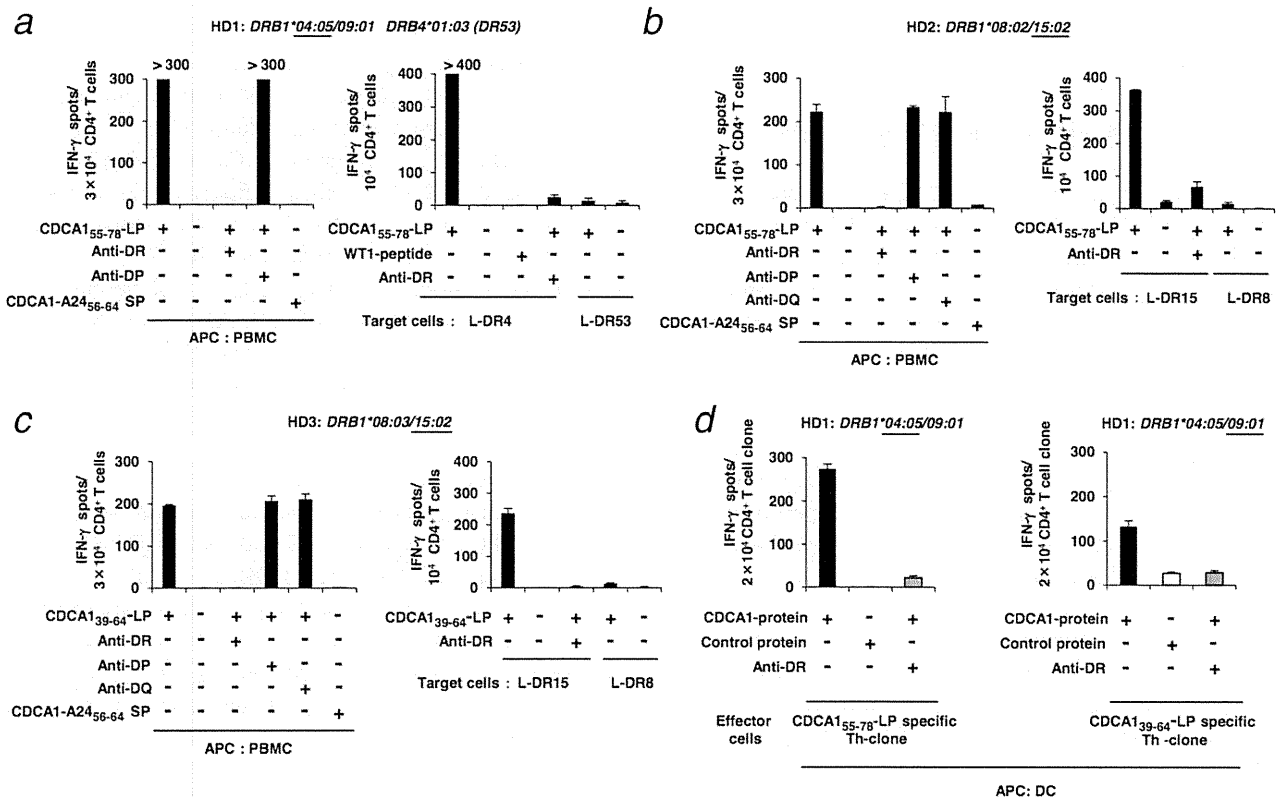 a
HD1: DRB1*04:05/09:01 DRB4*01:03 (DR53)
IFN-γ spots/
3×10⁴ CD4⁺ T cells
300
200
100
0
> 300
> 300
CDCA1₅₅₋₇₈-LP + - + + -
Anti-DR - - + - -
Anti-DP - - - + -
CDCA1-A24₅₆₋₆₄ SP - - - - +
APC : PBMC
IFN-γ spots/
10⁴ CD4⁺ T cells
400
300
200
100
0
> 400
CDCA1₅₅₋₇₈-LP + - - + + -
WT1-peptide - - + - - -
Anti-DR - - - + - -
Target cells : L-DR4 L-DR53
b
HD2: DRB1*08:02/15:02
IFN-γ spots/
3×10⁴ CD4⁺ T cells
300
200
100
0
CDCA1₅₅₋₇₈-LP + - + + + -
Anti-DR - - + - - -
Anti-DP - - - + - -
Anti-DQ - - - - + -
CDCA1-A24₅₆₋₆₄ SP - - - - - +
APC : PBMC
IFN-γ spots/
10⁴ CD4⁺ T cells
400
300
200
100
0
CDCA1₅₅₋₇₈-LP + - + + -
Anti-DR - - + - -
Target cells : L-DR15 L-DR8
c
HD3: DRB1*08:03/15:02
IFN-γ spots/
3×10⁴ CD4⁺ T cells
300
200
100
0
CDCA1₃₉₋₆₄-LP + - + + + -
Anti-DR - - + - - -
Anti-DP - - - + - -
Anti-DQ - - - - + -
CDCA1-A24₅₆₋₆₄ SP - - - - - +
APC : PBMC
IFN-γ spots/
10⁴ CD4⁺ T cells
400
300
200
100
0
CDCA1₃₉₋₆₄-LP + - + + -
Anti-DR - - + - -
Target cells : L-DR15 L-DR8
d
HD1: DRB1*04:05/09:01
IFN-γ spots/
2×10⁴ CD4⁺ T cell clone
300
200
100
0
CDCA1-protein + - +
Control protein - + -
Anti-DR - - +
Effector
cells
CDCA1₅₅₋₇₈-LP specific
Th-clone
HD1: DRB1*04:05/09:01
IFN-γ spots/
2×10⁴ CD4⁺ T cell clone
300
200
100
0
CDCA1-protein + - +
Control protein - + -
Anti-DR - - +
CDCA1₃₉₋₆₄-LP specific
Th -clone
APC: DC